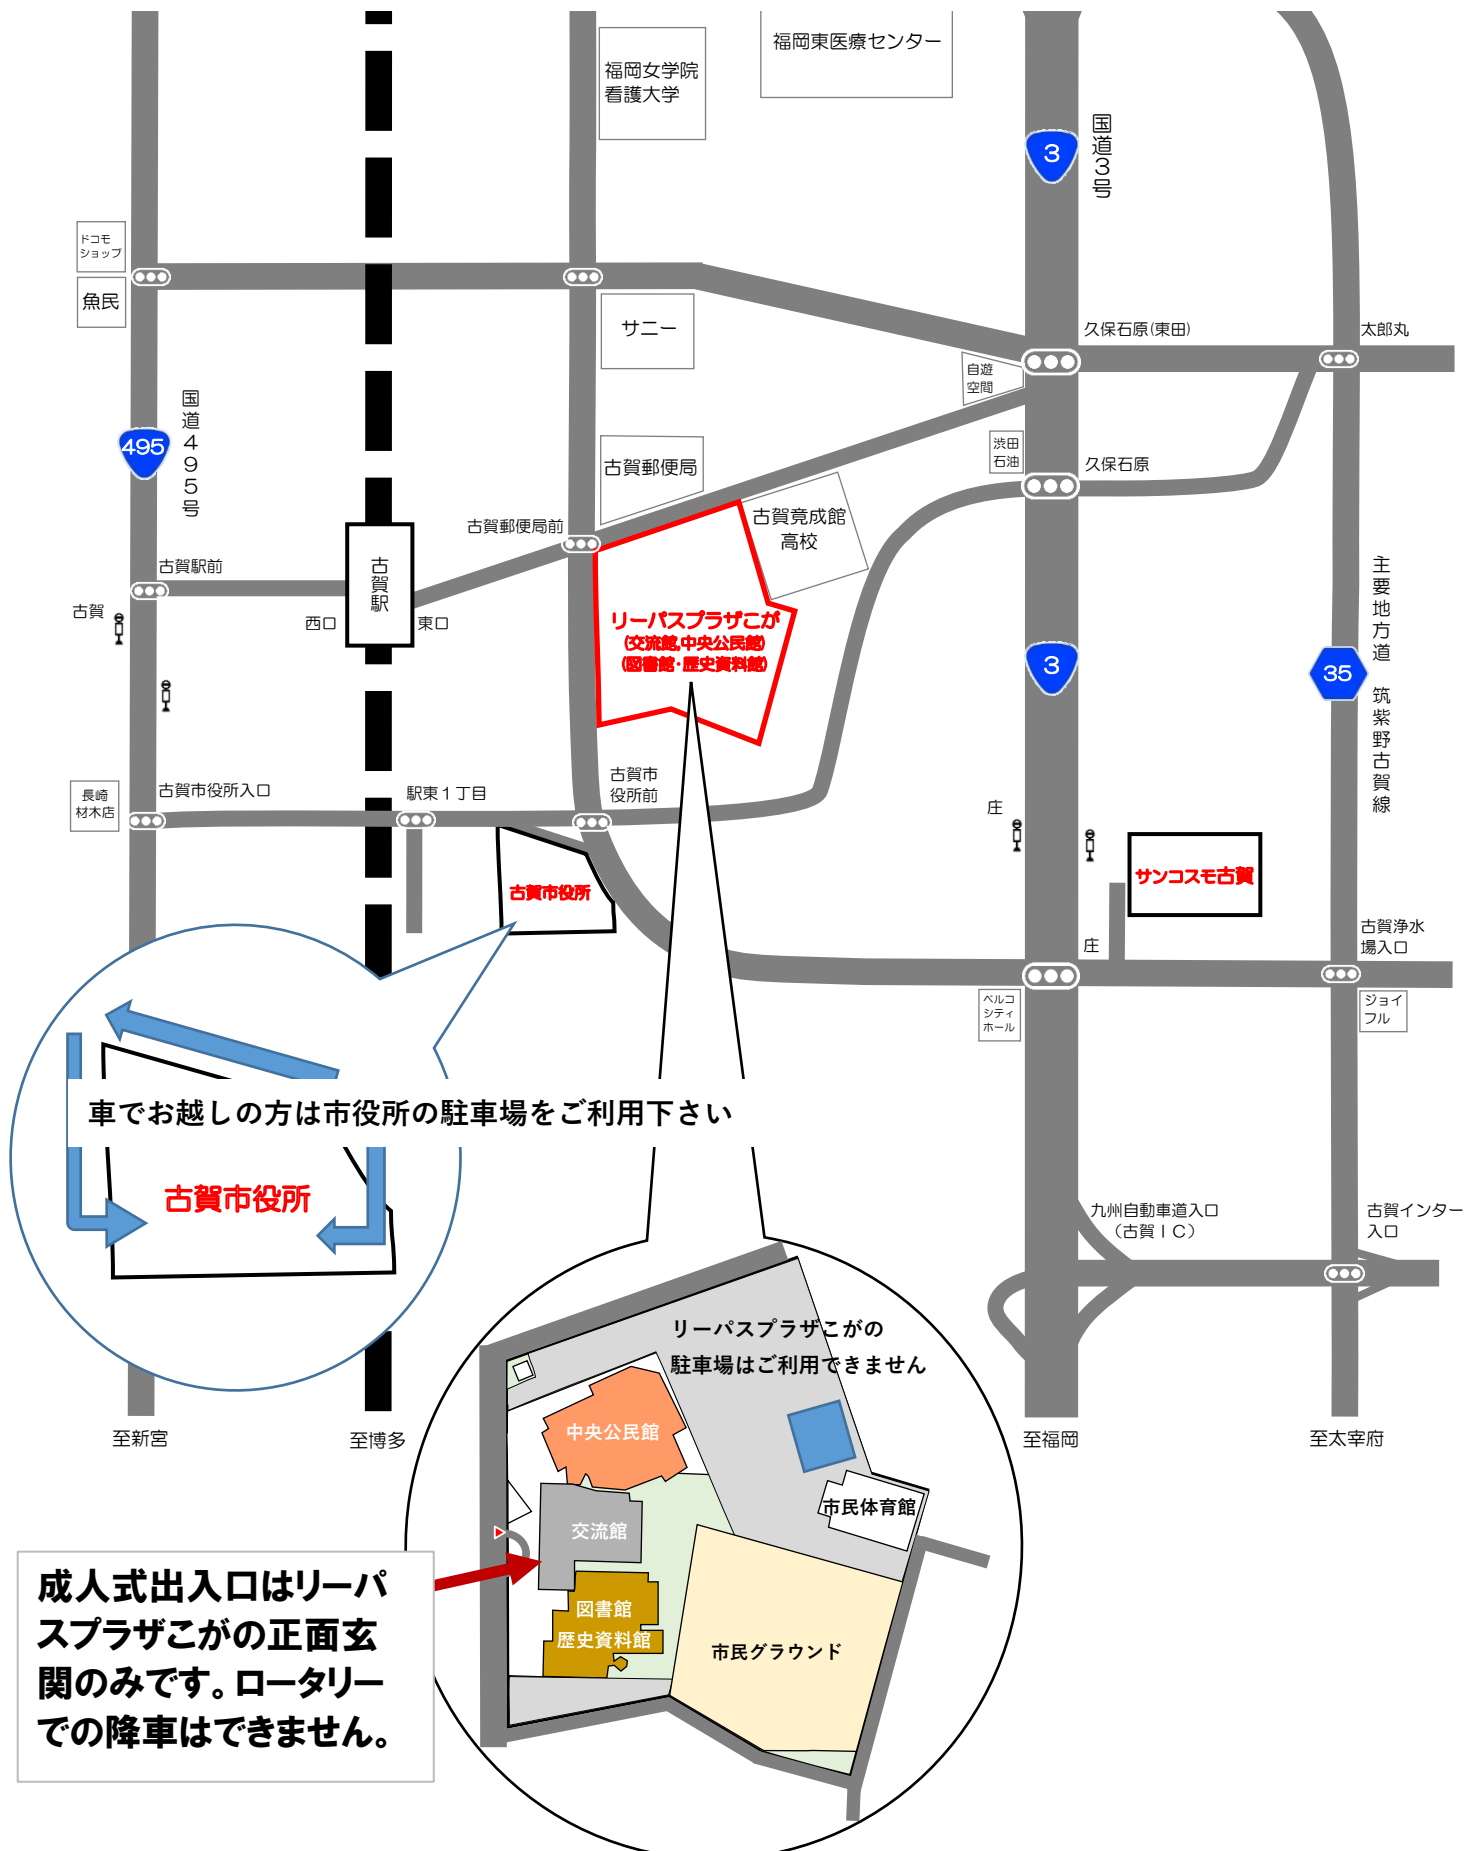 福岡女学院
看護大学
福岡東医療センター
3
国道3号
ドコモ
ショップ
魚民
サニー
久保石原(東田)
太郎丸
自遊
空間
495
国道495号
渋田
石油
久保石原
古賀郵便局
古賀竟成館
高校
古賀郵便局前
古賀駅前
古賀駅
古賀
西口
東口
リーパスプラザこが
(交流館,中央公民館)
(図書館・歴史資料館)
3
35
主要地方道 筑紫野古賀線
長崎
材木店
古賀市役所入口
駅東1丁目
古賀市
役所前
庄
古賀市役所
サンコスモ古賀
庄
古賀浄水
場入口
ベルコ
シティ
ホール
ジョイ
フル
車でお越しの方は市役所の駐車場をご利用下さい
古賀市役所
九州自動車道入口
(古賀IC)
古賀インター
入口
至新宮
至博多
至福岡
至太宰府
リーパスプラザこがの
駐車場はご利用できません
中央公民館
市民体育館
交流館
図書館
歴史資料館
市民グラウンド
成人式出入口はリーパ
スプラザこがの正面玄
関のみです。ロータリー
での降車はできません。